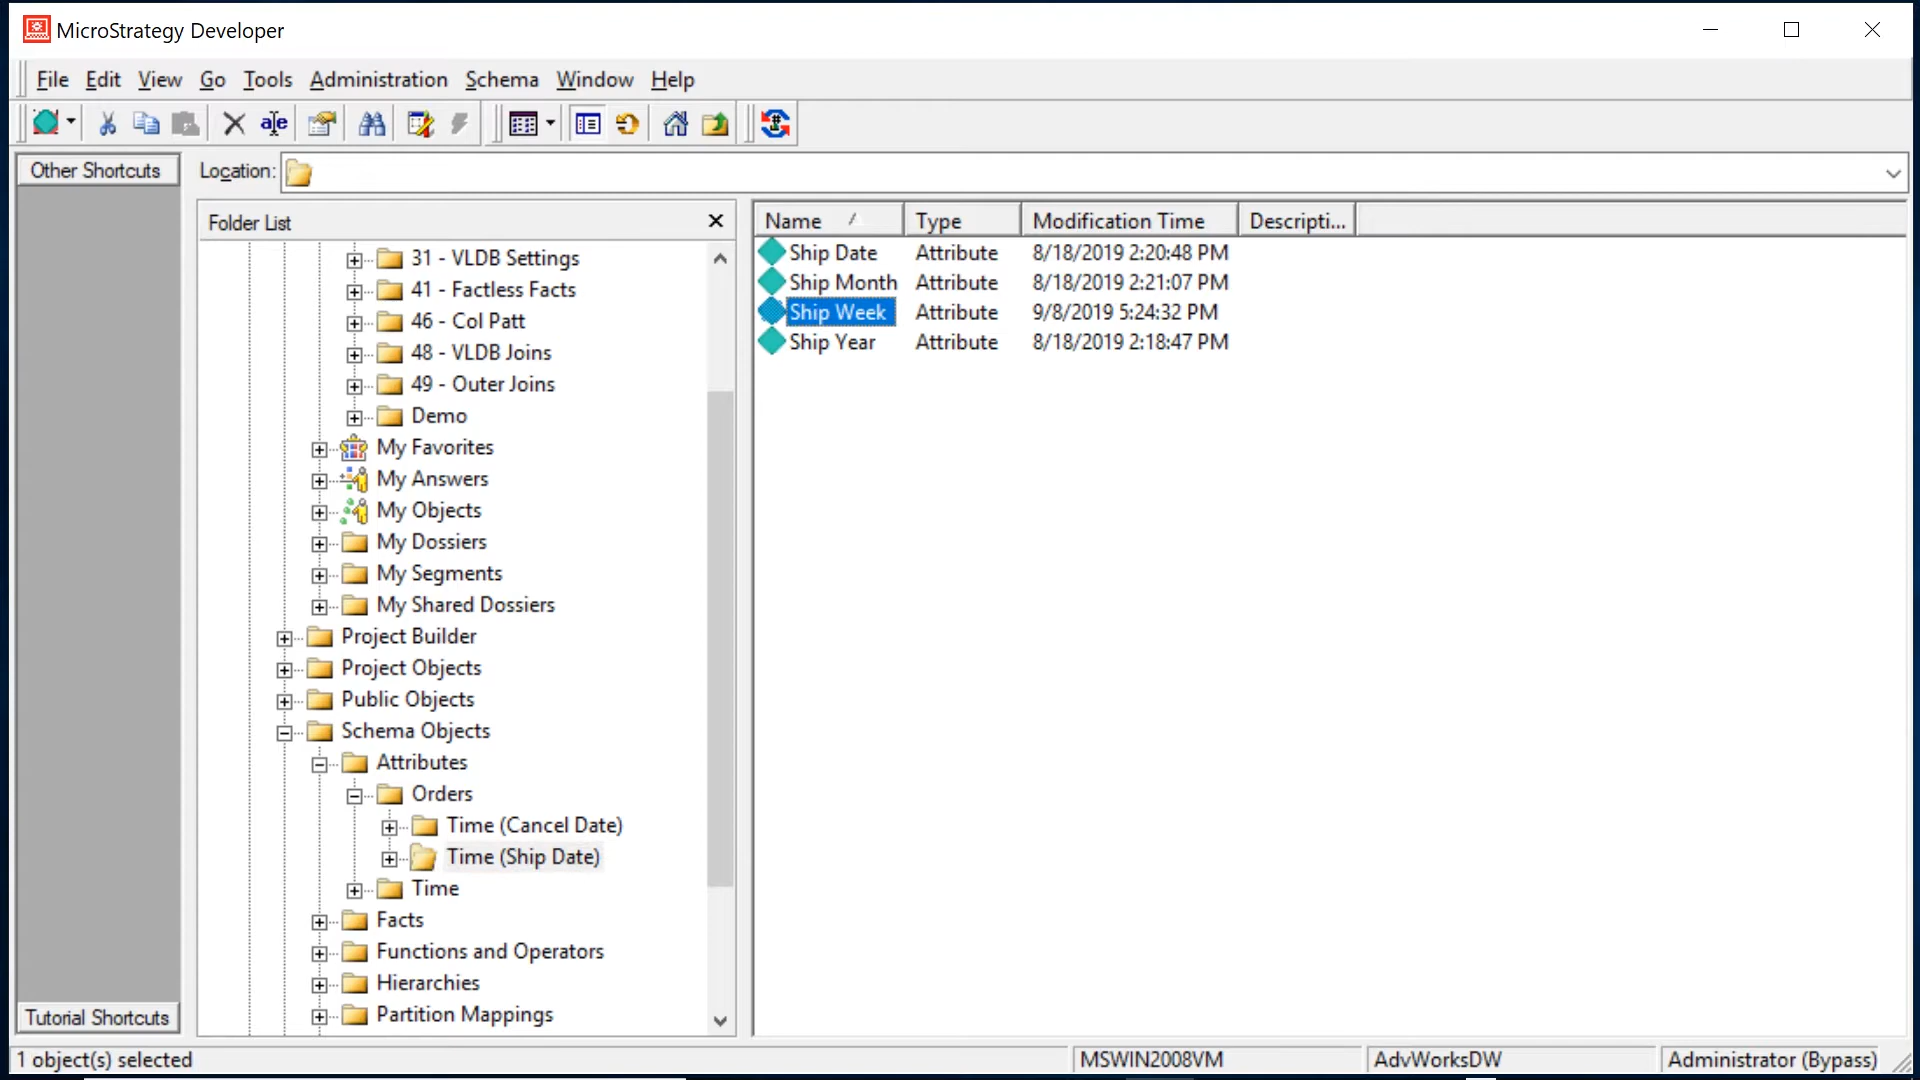 MicroStrategy Developer
File Edit View Go Tools Administration Schema Window Help
Other Shortcuts
Location:
Folder List
31 - VLDB Settings
41 - Factless Facts
46 - Col Patt
48 - VLDB Joins
49 - Outer Joins
Demo
My Favorites
My Answers
My Objects
My Dossiers
My Segments
My Shared Dossiers
Project Builder
Project Objects
Public Objects
Schema Objects
Attributes
Orders
Time (Cancel Date)
Time (Ship Date)
Time
Facts
Functions and Operators
Hierarchies
Partition Mappings
Name Type Modification Time Descripti...
Ship Date Attribute 8/18/2019 2:20:48 PM
Ship Month Attribute 8/18/2019 2:21:07 PM
Ship Week Attribute 9/8/2019 5:24:32 PM
Ship Year Attribute 8/18/2019 2:18:47 PM
Tutorial Shortcuts
1 object(s) selected MSWIN2008VM AdvWorksDW Administrator (Bypass)